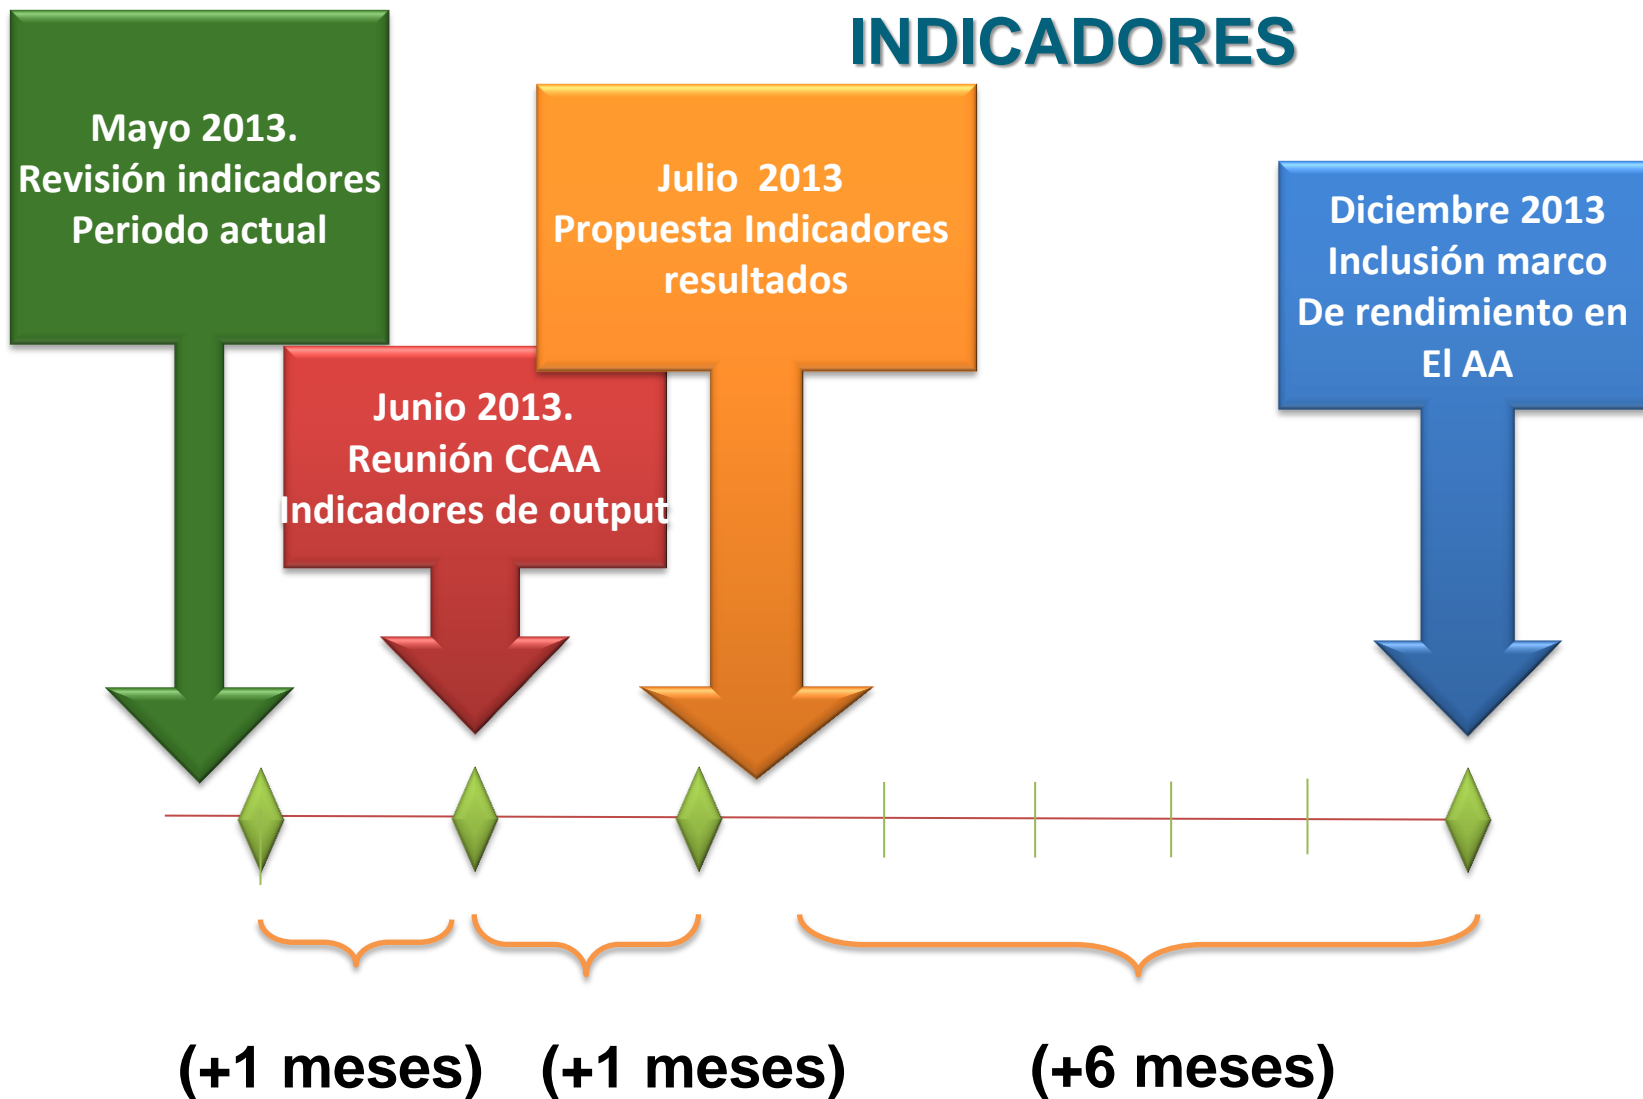 INDICADORES
Mayo 2013.
Revisión indicadores
Periodo actual
Junio 2013.
Reunión CCAA
Indicadores de output
Julio  2013
Propuesta Indicadores
resultados
Diciembre 2013
Inclusión marco
De rendimiento en
El AA
(+1 meses)
(+1 meses)
(+6 meses)